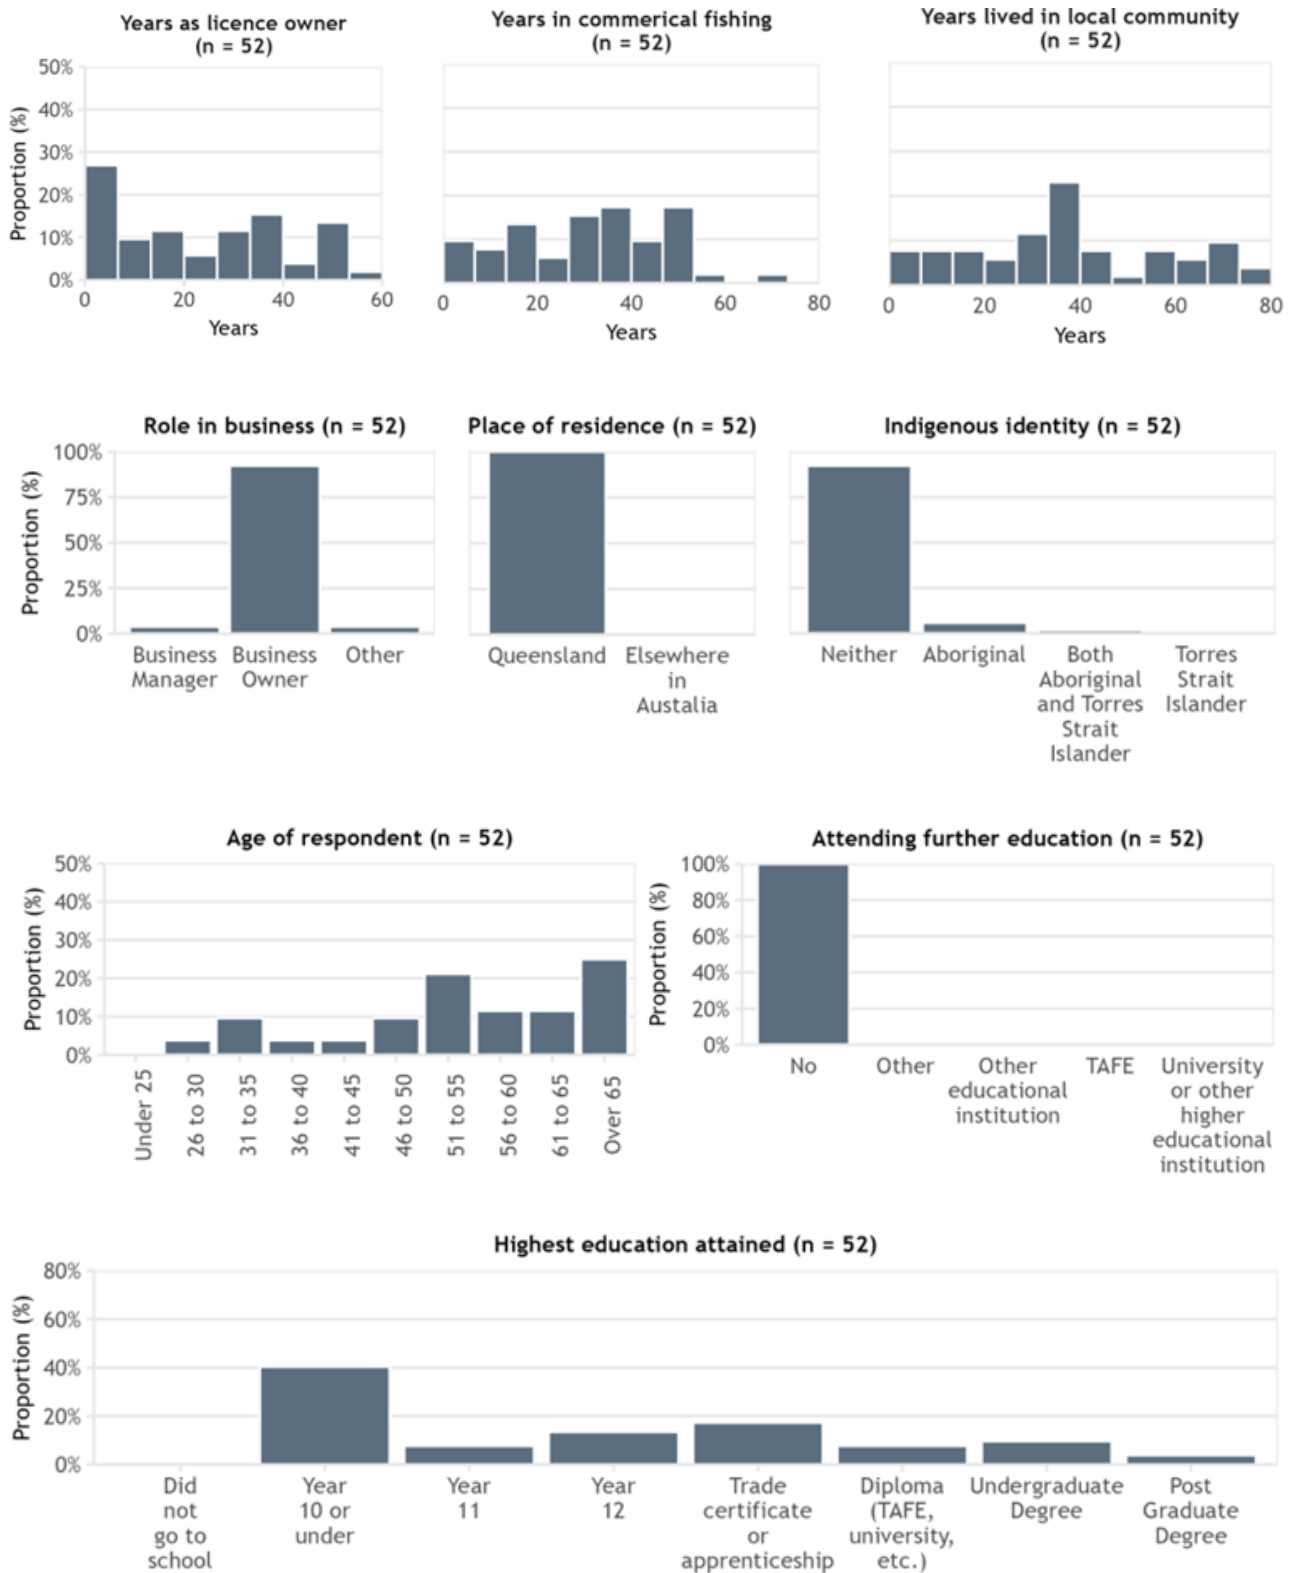 Years as licence owner
(n = 52)
Years in commerical fishing
(n = 52)
Years lived in local community
(n = 52)
Proportion (%)
50%
40%
30%
20%
10%
0%
0 20 40 60
Years
0 20 40 60 80
Years
0 20 40 60 80
Years
Role in business (n = 52)
Place of residence (n = 52)
Indigenous identity (n = 52)
Proportion (%)
100%
75%
50%
25%
0%
Business
Manager
Business
Owner
Other
Queensland
Elsewhere
in
Austalia
Neither
Aboriginal
Both
Aboriginal
and Torres
Strait
Islander
Torres
Strait
Islander
Age of respondent (n = 52)
Proportion (%)
50%
40%
30%
20%
10%
0%
Under 25
26 to 30
31 to 35
36 to 40
41 to 45
46 to 50
51 to 55
56 to 60
61 to 65
Over 65
Attending further education (n = 52)
Proportion (%)
100%
80%
60%
40%
20%
0%
No
Other
Other
educational
institution
TAFE
University
or other
higher
educational
institution
Highest education attained (n = 52)
Proportion (%)
80%
60%
40%
20%
0%
Did
not
go to
school
Year
10 or
under
Year
11
Year
12
Trade
certificate
or
apprenticeship
Diploma
(TAFE,
university,
etc.)
Undergraduate
Degree
Post
Graduate
Degree